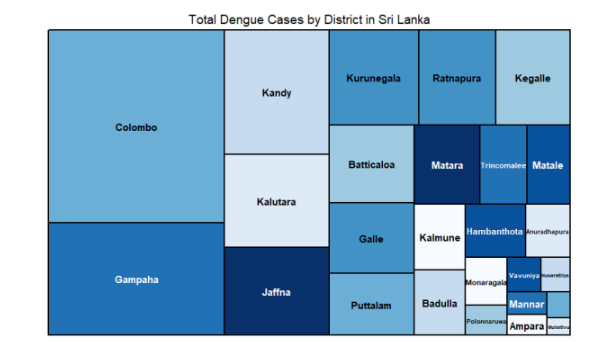 Total Dengue Cases by District in Sri Lanka
Colombo
Gampaha
Kandy
Kalutara
Jaffna
Kurunegala
Ratnapura
Kegalle
Batticaloa
Galle
Puttalam
Matara
Trincomalee
Matale
Kalmune
Badulla
Hambanthota
Anuradhapura
Monaragala
Polonnaruwa
Vavuniya
Mannar
Ampara